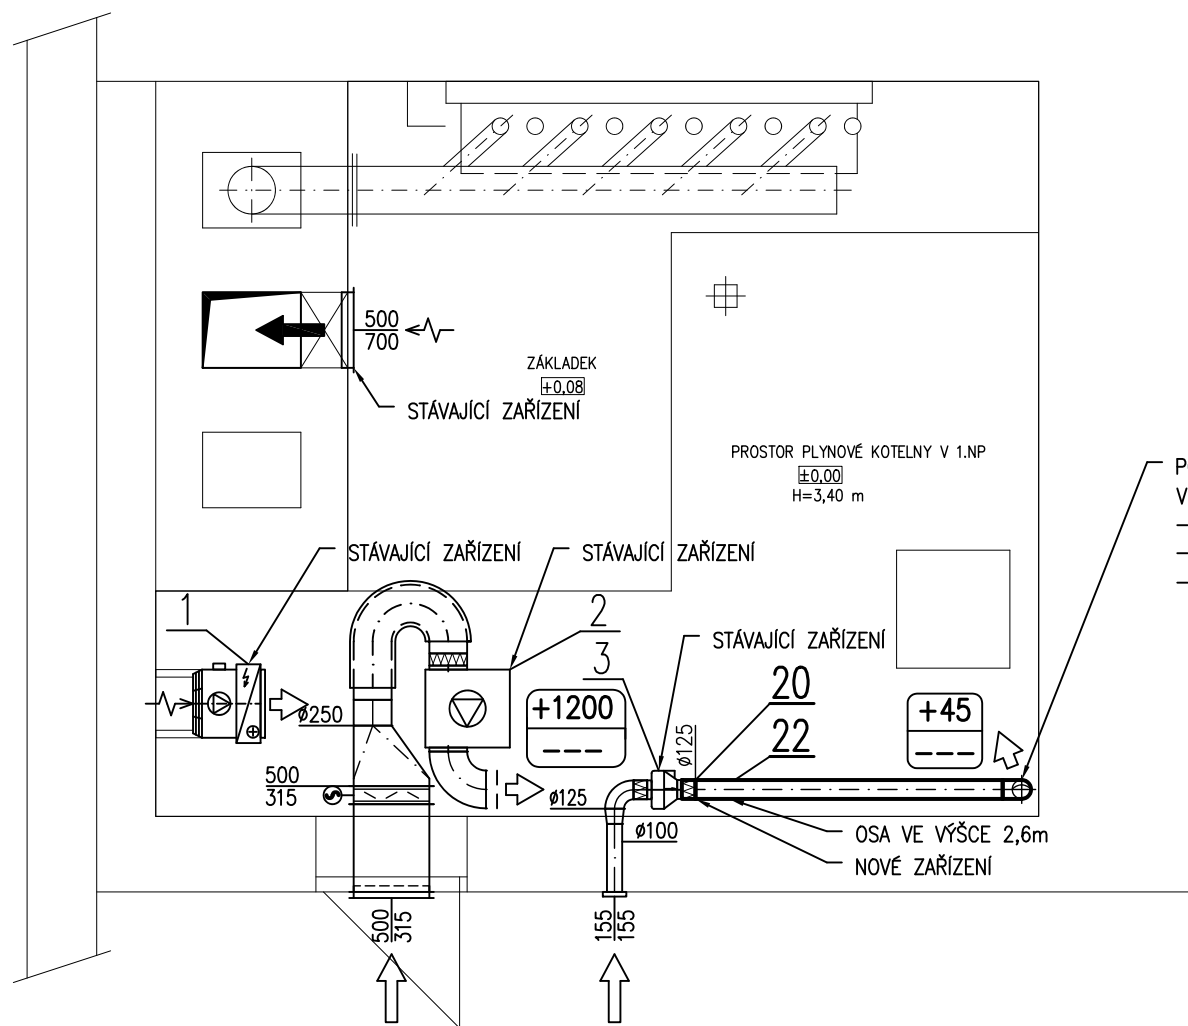 500
700
ZÁKLADEK
+0,08
STÁVAJÍCÍ ZAŘÍZENÍ
PROSTOR PLYNOVÉ KOTELNY V 1.NP
±0,00
H=3,40 m
STÁVAJÍCÍ ZAŘÍZENÍ
STÁVAJÍCÍ ZAŘÍZENÍ
1
2
STÁVAJÍCÍ ZAŘÍZENÍ
3
20
+1200
---
+45
---
ø250
ø125
22
500
315
ø125
ø100
OSA VE VÝŠCE 2,6m
NOVÉ ZAŘÍZENÍ
500
315
155
155